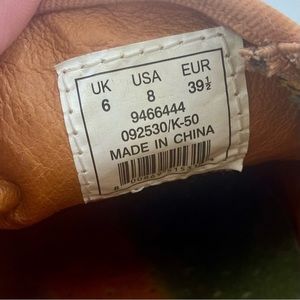 UK USA EUR
6 8 39½
9466444
092530/K-50
MADE IN CHINA